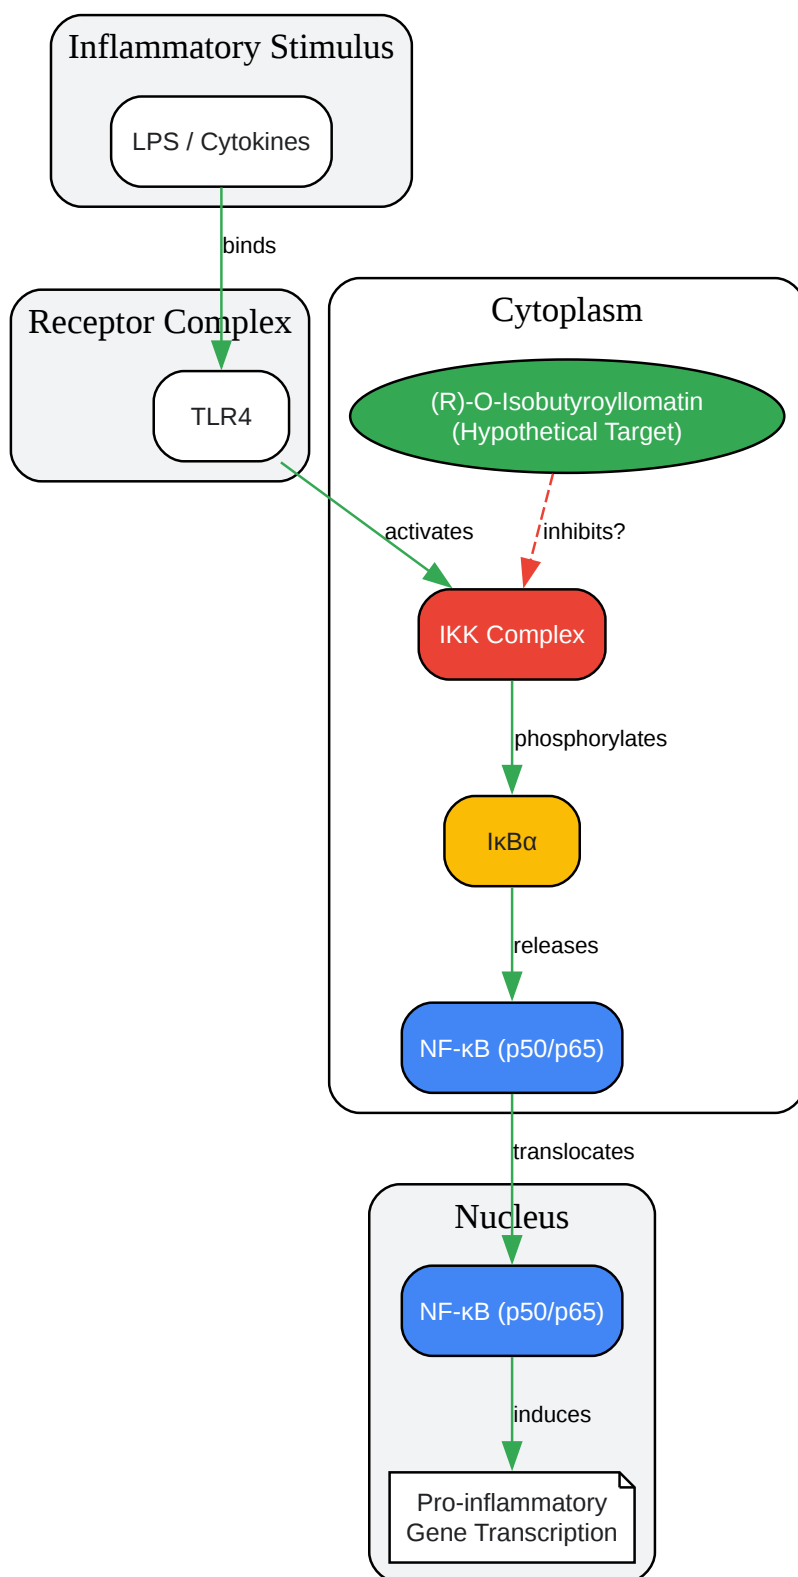 Inflammatory Stimulus
LPS / Cytokines
binds
Receptor Complex
TLR4
Cytoplasm
(R)-O-Isobutyroyllomatin
(Hypothetical Target)
activates
inhibits?
IKK Complex
phosphorylates
IκBα
releases
NF-κB (p50/p65)
translocates
Nucleus
NF-κB (p50/p65)
induces
Pro-inflammatory
Gene Transcription